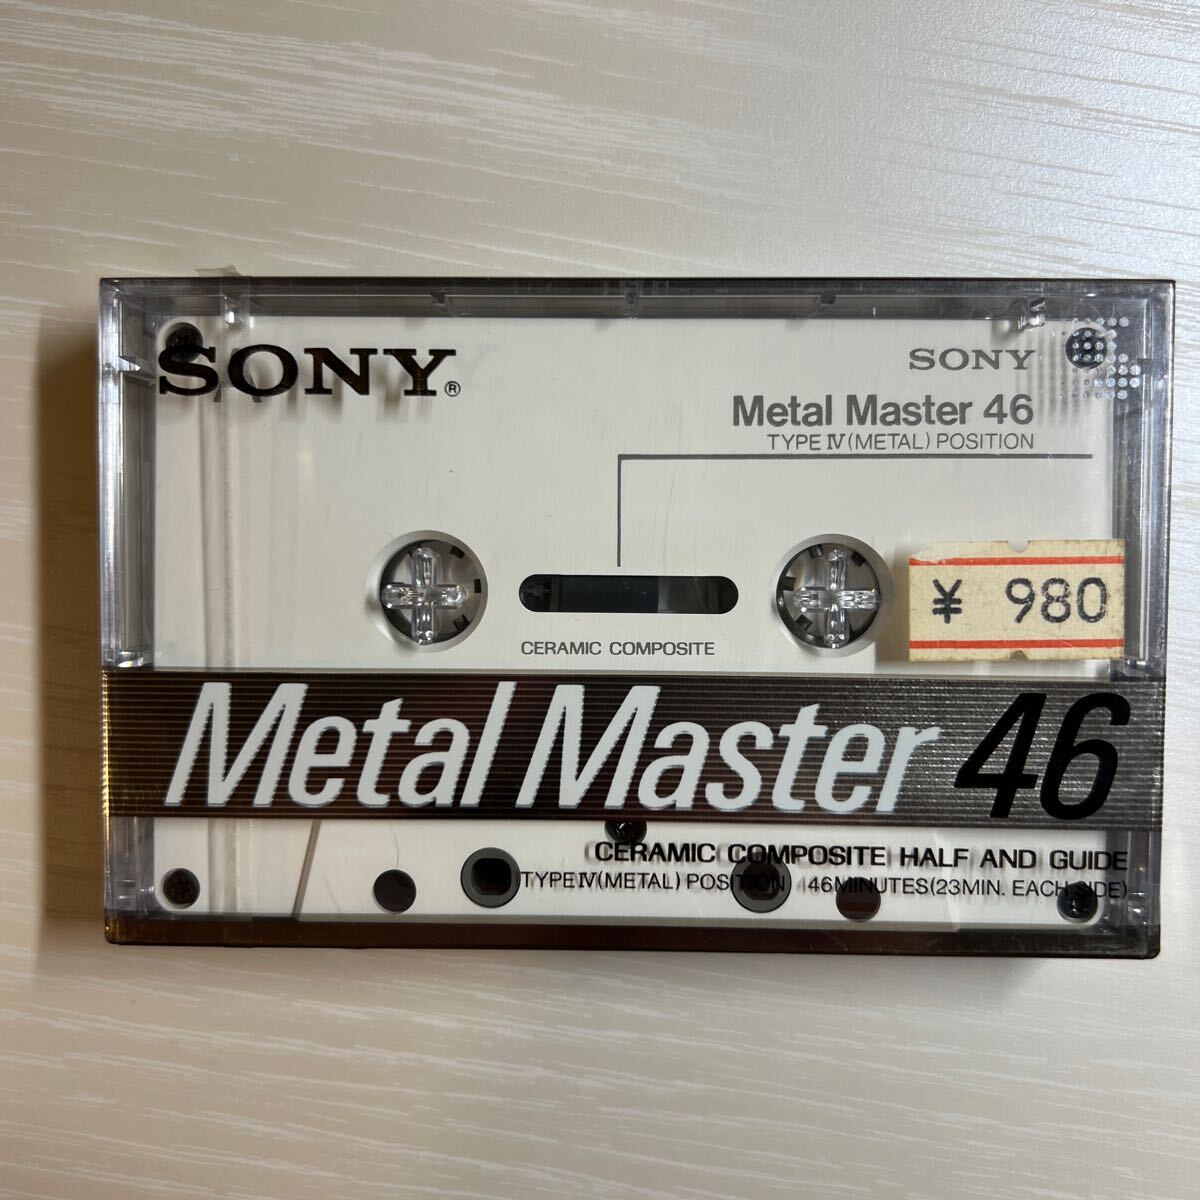 SONY®
SONY
Metal Master 46
TYPE IV (METAL) POSITION
¥ 980
CERAMIC COMPOSITE
Metal Master 46
CERAMIC COMPOSITE HALF AND GUIDE
TYPE IV (METAL) POSITION 46MINUTES (23MIN. EACH SIDE)